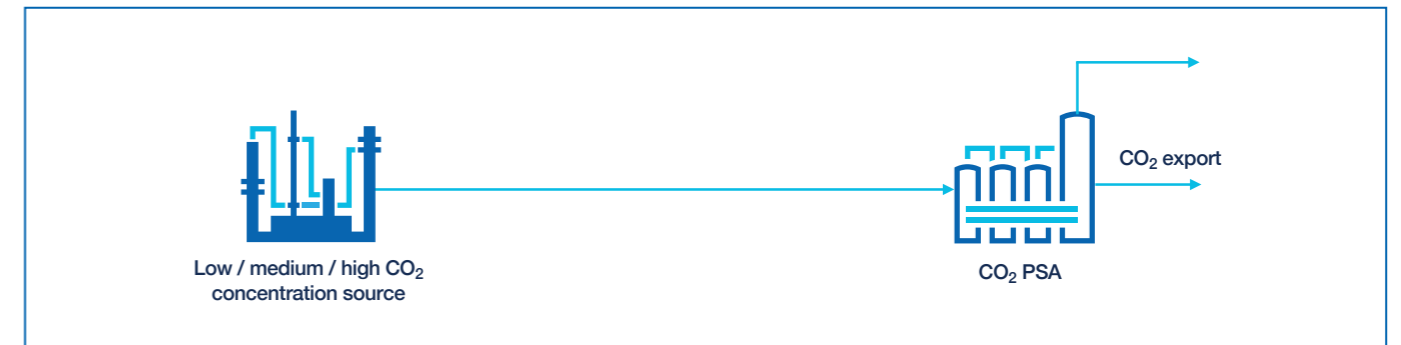 CO₂ export
Low / medium / high CO₂
concentration source
CO₂ PSA